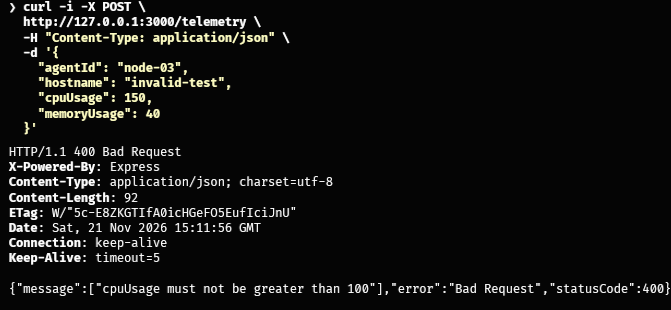 ❯ curl -i -X POST \
  http://127.0.0.1:3000/telemetry \
  -H "Content-Type: application/json" \
  -d '{
    "agentId": "node-03",
    "hostname": "invalid-test",
    "cpuUsage": 150,
    "memoryUsage": 40
  }'
HTTP/1.1 400 Bad Request
X-Powered-By: Express
Content-Type: application/json; charset=utf-8
Content-Length: 92
ETag: W/"5c-E8ZKGTIfA0icHGeFO5EufIciJnU"
Date: Sat, 21 Nov 2026 15:11:56 GMT
Connection: keep-alive
Keep-Alive: timeout=5

{"message":["cpuUsage must not be greater than 100"],"error":"Bad Request","statusCode":400}